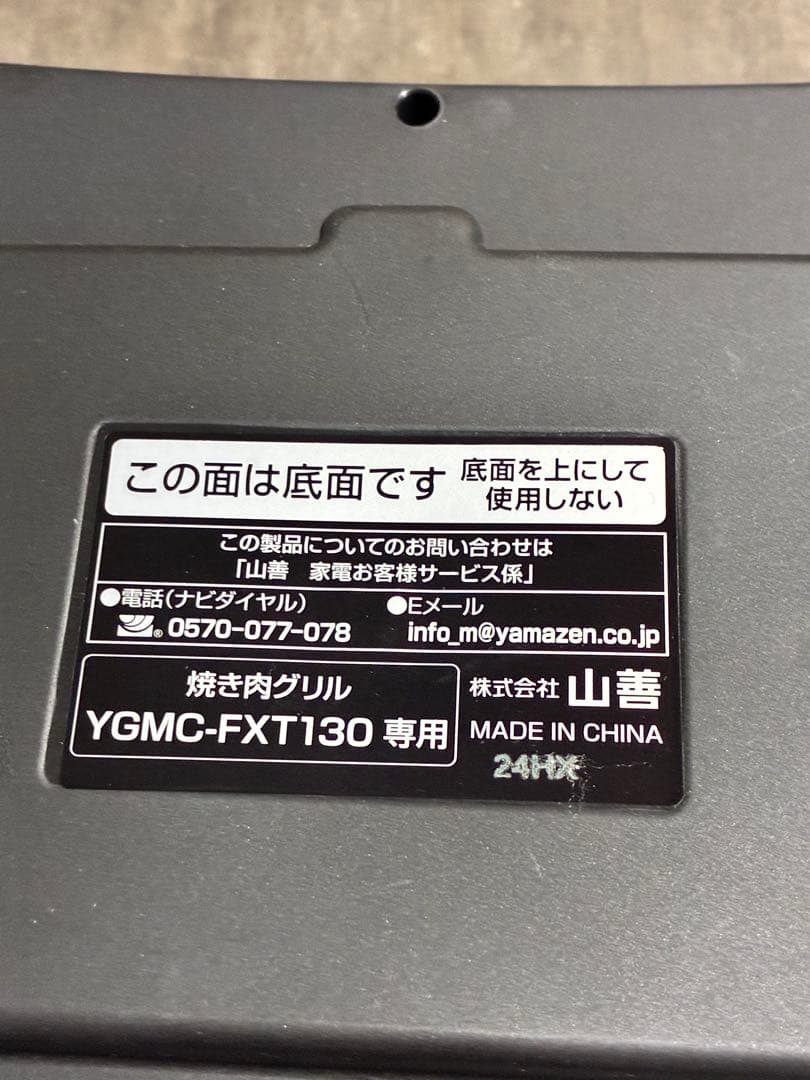 この面は底面です
底面を上にして
使用しない
この製品についてのお問い合わせは
「山善　家電お客様サービス係」
●電話(ナビダイヤル)
0570-077-078
●Eメール
info_m@yamazen.co.jp
焼き肉グリル
YGMC-FXT130 専用
株式会社 山善
MADE IN CHINA
24HX